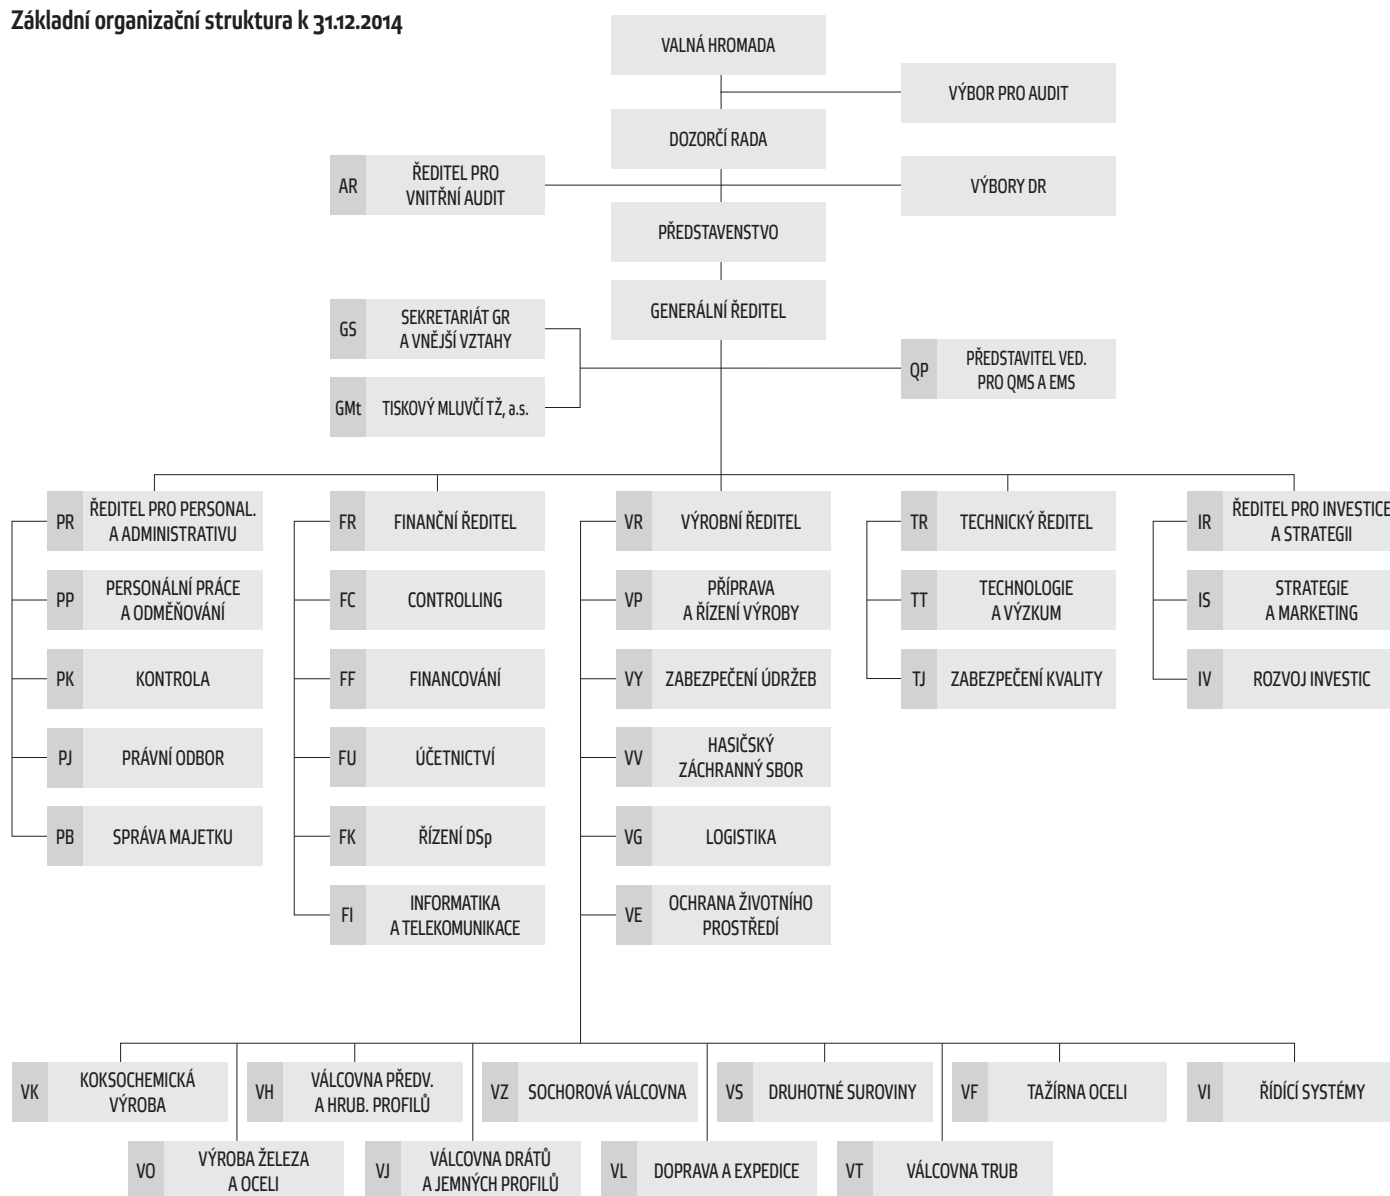 Základní organizační struktura k 31.12.2014
VALNÁ HROMADA
VÝBOR PRO AUDIT
DOZORČÍ RADA
AR
ŘEDITEL PRO
VNITŘNÍ AUDIT
VÝBORY DR
PŘEDSTAVENSTVO
GENERÁLNÍ ŘEDITEL
GS
SEKRETARIÁT GR
A VNĚJŠÍ VZTAHY
QP
PŘEDSTAVITEL VED.
PRO QMS A EMS
GMt
TISKOVÝ MLUVČÍ TŽ, a.s.
PR
ŘEDITEL PRO PERSONAL.
A ADMINISTRATIVU
FR
FINANČNÍ ŘEDITEL
VR
VÝROBNÍ ŘEDITEL
TR
TECHNICKÝ ŘEDITEL
IR
ŘEDITEL PRO INVESTICE
A STRATEGII
PP
PERSONÁLNÍ PRÁCE
A ODMĚŇOVÁNÍ
FC
CONTROLLING
VP
PŘÍPRAVA
A ŘÍZENÍ VÝROBY
TT
TECHNOLOGIE
A VÝZKUM
IS
STRATEGIE
A MARKETING
PK
KONTROLA
FF
FINANCOVÁNÍ
VY
ZABEZPEČENÍ ÚDRŽEB
TJ
ZABEZPEČENÍ KVALITY
IV
ROZVOJ INVESTIC
PJ
PRÁVNÍ ODBOR
FU
ÚČETNICTVÍ
VV
HASIČSKÝ
ZÁCHRANNÝ SBOR
PB
SPRÁVA MAJETKU
FK
ŘÍZENÍ DSp
VG
LOGISTIKA
FI
INFORMATIKA
A TELEKOMUNIKACE
VE
OCHRANA ŽIVOTNÍHO
PROSTŘEDÍ
VK
KOKSOCHEMICKÁ
VÝROBA
VH
VÁLCOVNA PŘEDV.
A HRUB. PROFILŮ
VZ
SOCHOROVÁ VÁLCOVNA
VS
DRUHOTNÉ SUROVINY
VF
TAŽÍRNA OCELI
VI
ŘÍDÍCÍ SYSTÉMY
VO
VÝROBA ŽELEZA
A OCELI
VJ
VÁLCOVNA DRÁTŮ
A JEMNÝCH PROFILŮ
VL
DOPRAVA A EXPEDICE
VT
VÁLCOVNA TRUB